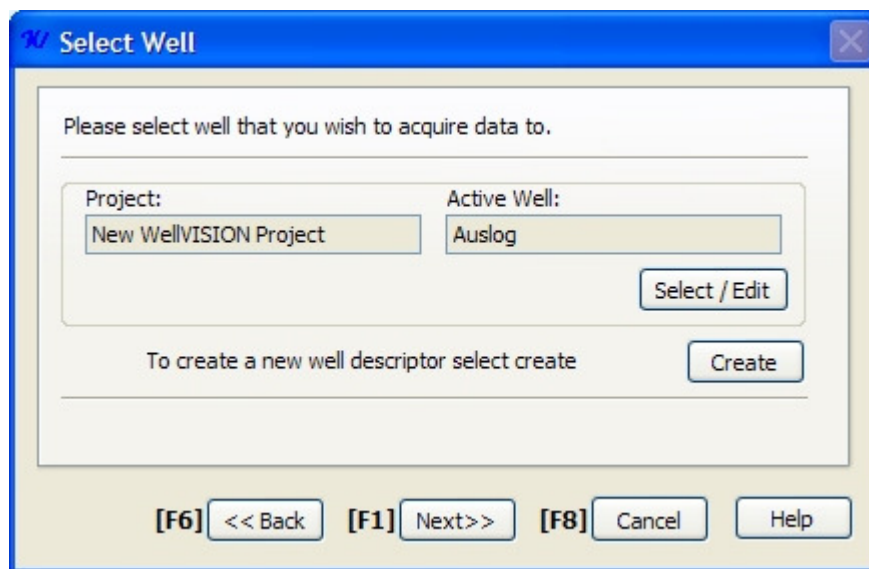 Select Well
Please select well that you wish to acquire data to.
Project: Active Well:
New WellVISION Project Auslog
Select / Edit
To create a new well descriptor select create Create
[F6] << Back [F1] Next>> [F8] Cancel Help